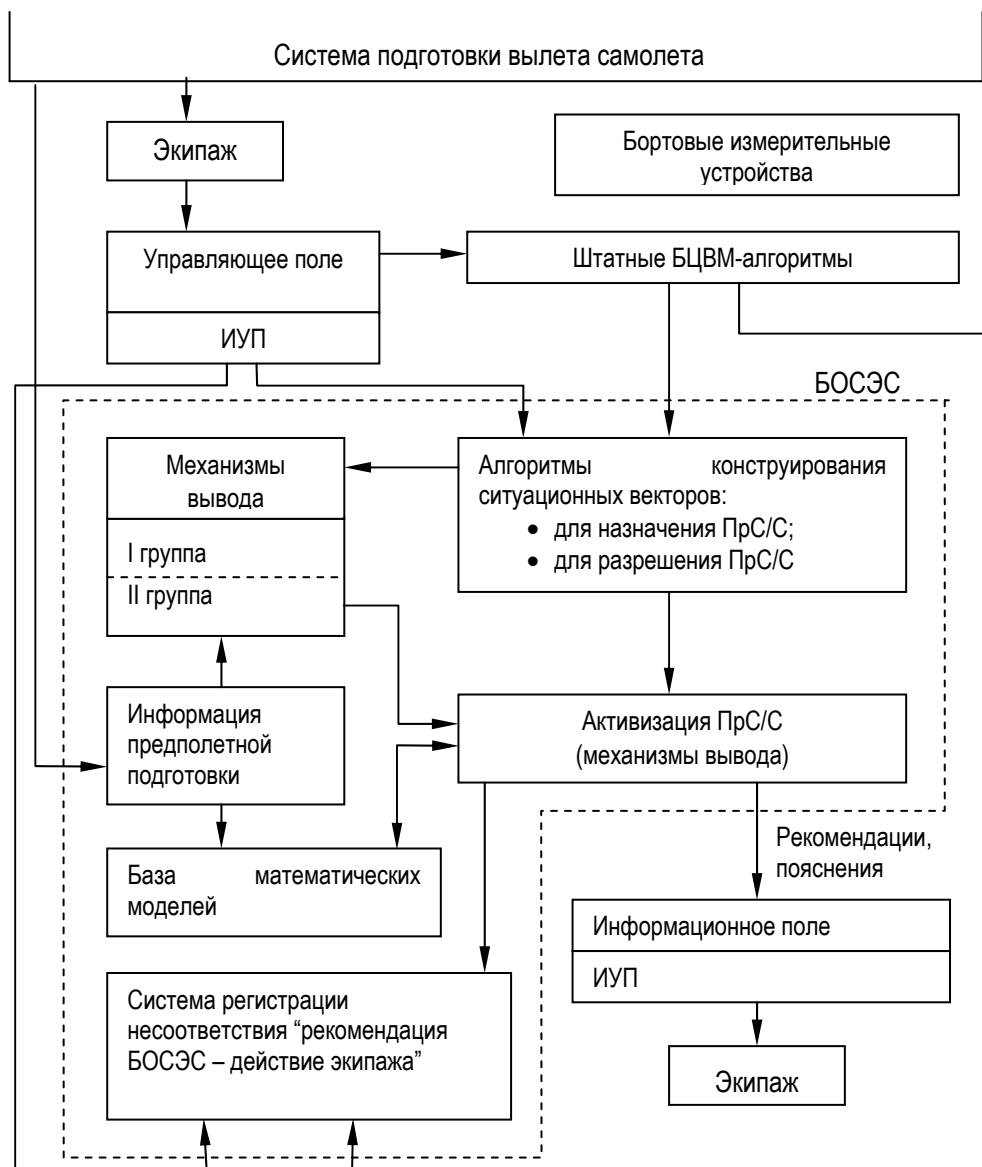 Система подготовки вылета самолета
Экипаж
Бортовые измерительные
устройства
Управляющее поле
Штатные БЦВМ-алгоритмы
ИУП
БОСЭС
Механизмы
вывода
I группа
II группа
Алгоритмы конструирования
ситуационных векторов:
• для назначения ПрС/С;
• для разрешения ПрС/С
Информация
предполетной
подготовки
Активизация ПрС/С
(механизмы вывода)
База математических
моделей
Рекомендации,
пояснения
Информационное поле
ИУП
Система регистрации
несоответствия “рекомендация
БОСЭС – действие экипажа”
Экипаж